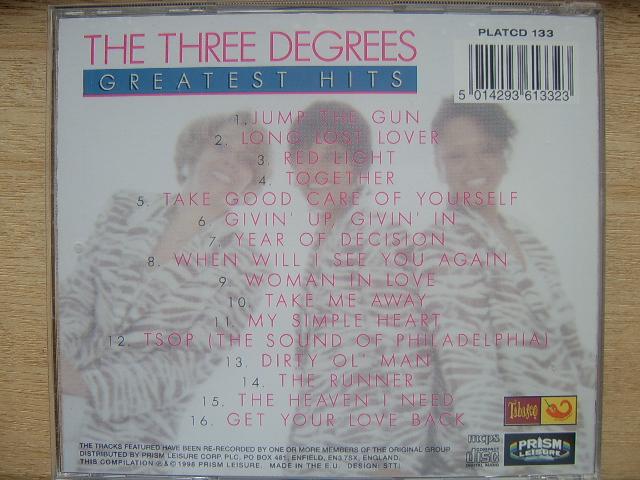 THE THREE DEGREES
GREATEST HITS
PLATCD 133
5 014293 613323
1. JUMP THE GUN
2. LONG LOST LOVER
3. RED LIGHT
4. TOGETHER
5. TAKE GOOD CARE OF YOURSELF
6. GIVIN' UP, GIVIN' IN
7. YEAR OF DECISION
8. WHEN WILL I SEE YOU AGAIN
9. WOMAN IN LOVE
10. TAKE ME AWAY
11. MY SIMPLE HEART
12. TSOP (THE SOUND OF PHILADELPHIA)
13. DIRTY OL' MAN
14. THE RUNNER
15. THE HEAVEN I NEED
16. GET YOUR LOVE BACK
Tabasco
THE TRACKS FEATURED HAVE BEEN RE-RECORDED BY ONE OR MORE MEMBERS OF THE ORIGINAL GROUP
DISTRIBUTED BY PRISM LEISURE CORP. PLC. PO BOX 481, ENFIELD, EN3 7SX, ENGLAND.
THIS COMPILATION ℗ & © 1996 PRISM LEISURE. MADE IN THE E.U. DESIGN: STTI
mcps
COMPACT
disc
DIGITAL AUDIO
PRISM
LEISURE